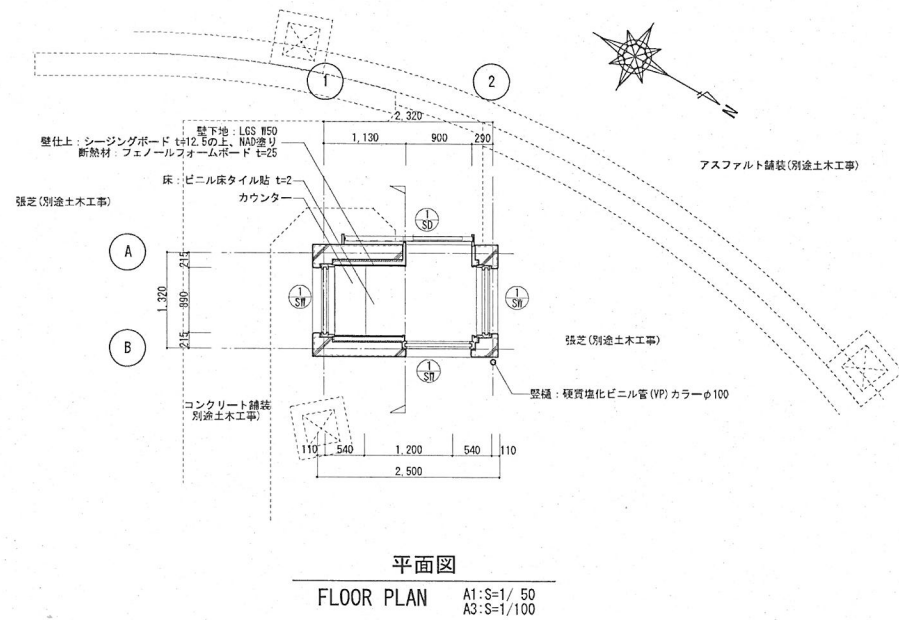 1
2
2,320
1,130
900
290
壁下地：LGS W50
壁仕上：シージングボード t=12.5の上、NAD塗り
断熱材：フェノールフォームボード t=25
N
アスファルト舗装(別途土木工事)
床：ビニル床タイル貼 t=2
カウンター
張芝(別途土木工事)
1
SD
A
215
1,320
890
1
SW
1
SW
215
B
張芝(別途土木工事)
1
SW
竪樋：硬質塩化ビニル管(VP)カラーφ100
コンクリート舗装
別途土木工事)
110
540
1,200
540
110
2,500
平面図
FLOOR PLAN
A1:S=1/ 50
A3:S=1/100